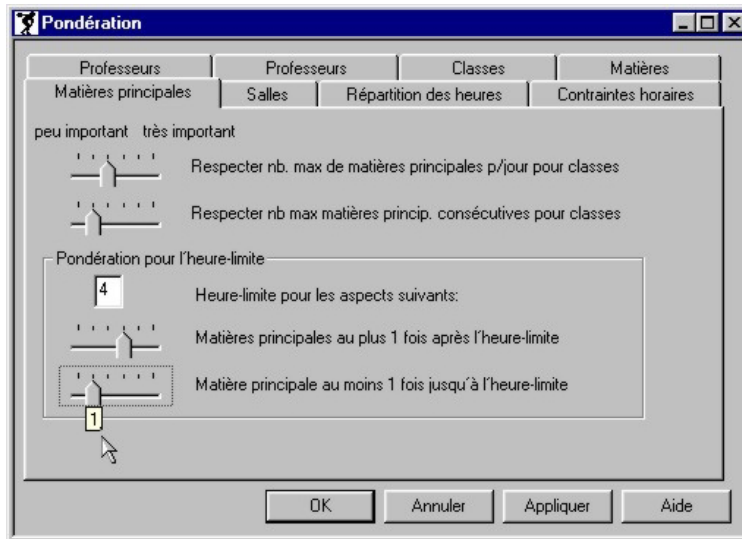 Pondération
Professeurs Professeurs Classes Matières
Matières principales Salles Répartition des heures Contraintes horaires
peu important très important
Respecter nb. max de matières principales p/jour pour classes
Respecter nb max matières princip. consécutives pour classes
Pondération pour l´heure-limite
4 Heure-limite pour les aspects suivants:
Matières principales au plus 1 fois après l´heure-limite
Matière principale au moins 1 fois jusqu´à l´heure-limite
1
OK Annuler Appliquer Aide